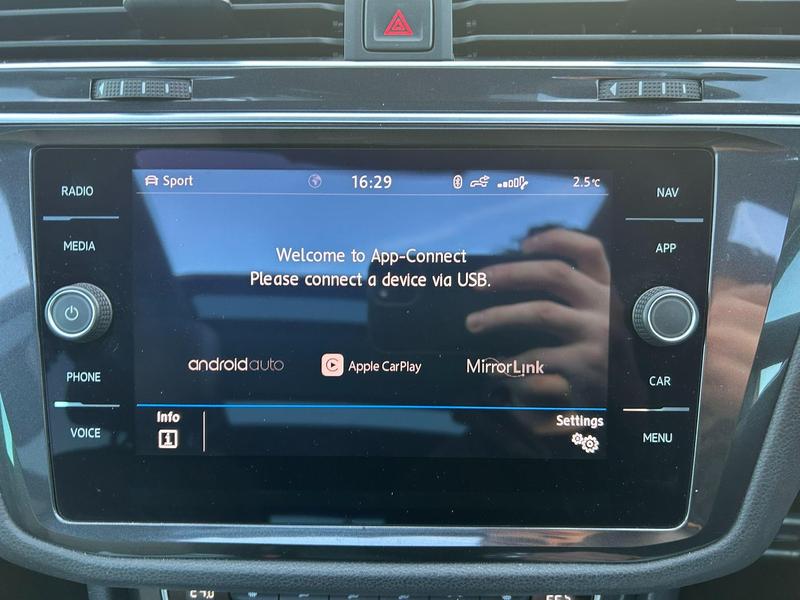 Sport 16:29 2.5°C
RADIO
MEDIA
PHONE
VOICE
Welcome to App-Connect
Please connect a device via USB.
androidauto Apple CarPlay MirrorLink
Info
Settings
NAV
APP
CAR
MENU